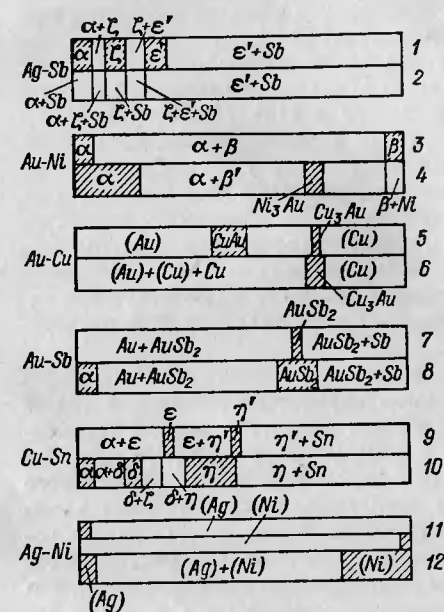 α+ζ ζ+ε'
α ζ ε' ε'+Sb 1
Ag-Sb
ε'+Sb 2
α+Sb
α+ζ+Sb ζ+Sb ζ+ε'+Sb
α α+β β 3
Au-Ni
α α+β' 4
Ni₃Au β+Ni
Cu₃Au
(Au) CuAu (Cu) 5
Au-Cu
(Au)+(Cu)+Cu (Cu) 6
Cu₃Au
AuSb₂
Au+AuSb₂ AuSb₂+Sb 7
Au-Sb
α Au+AuSb₂ AuSb₂ AuSb₂+Sb 8
ε η'
α+ε ε+η' η'+Sn 9
Cu-Sn
α α+δ δ η η+Sn 10
δ+ζ δ+η
(Ag) (Ni)
11
Ag-Ni
(Ag)+(Ni) (Ni) 12
(Ag)